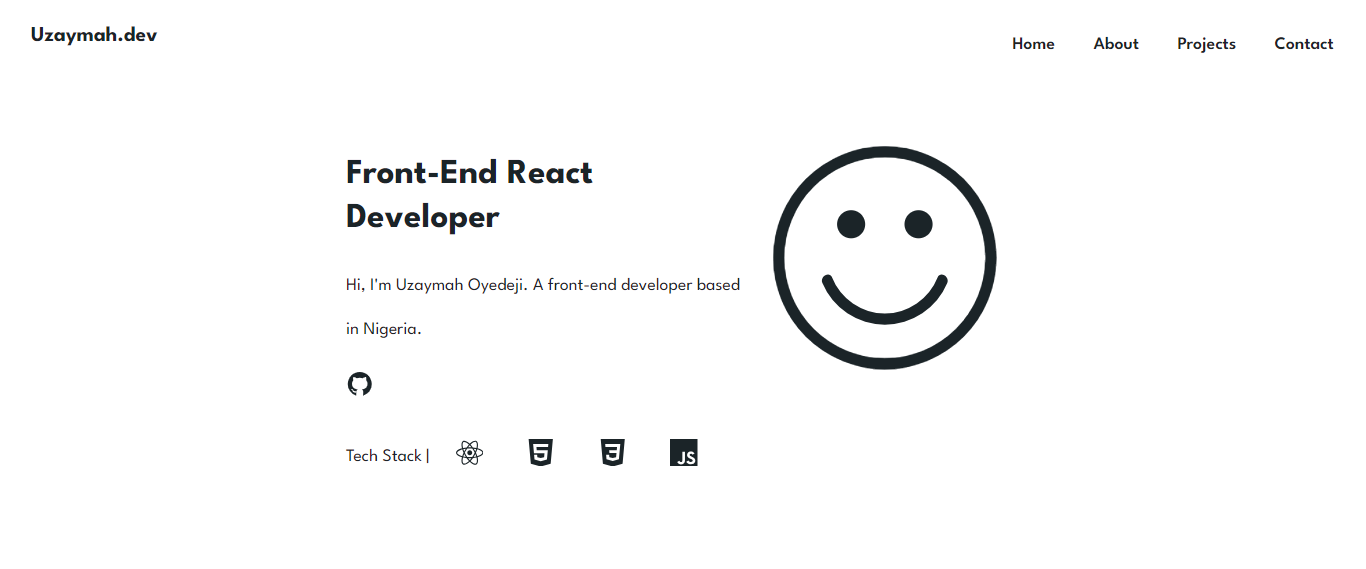 Uzaymah.dev
Home About Projects Contact
Front-End React
Developer
Hi, I'm Uzaymah Oyedeji. A front-end developer based
in Nigeria.
Tech Stack |
5
3
JS